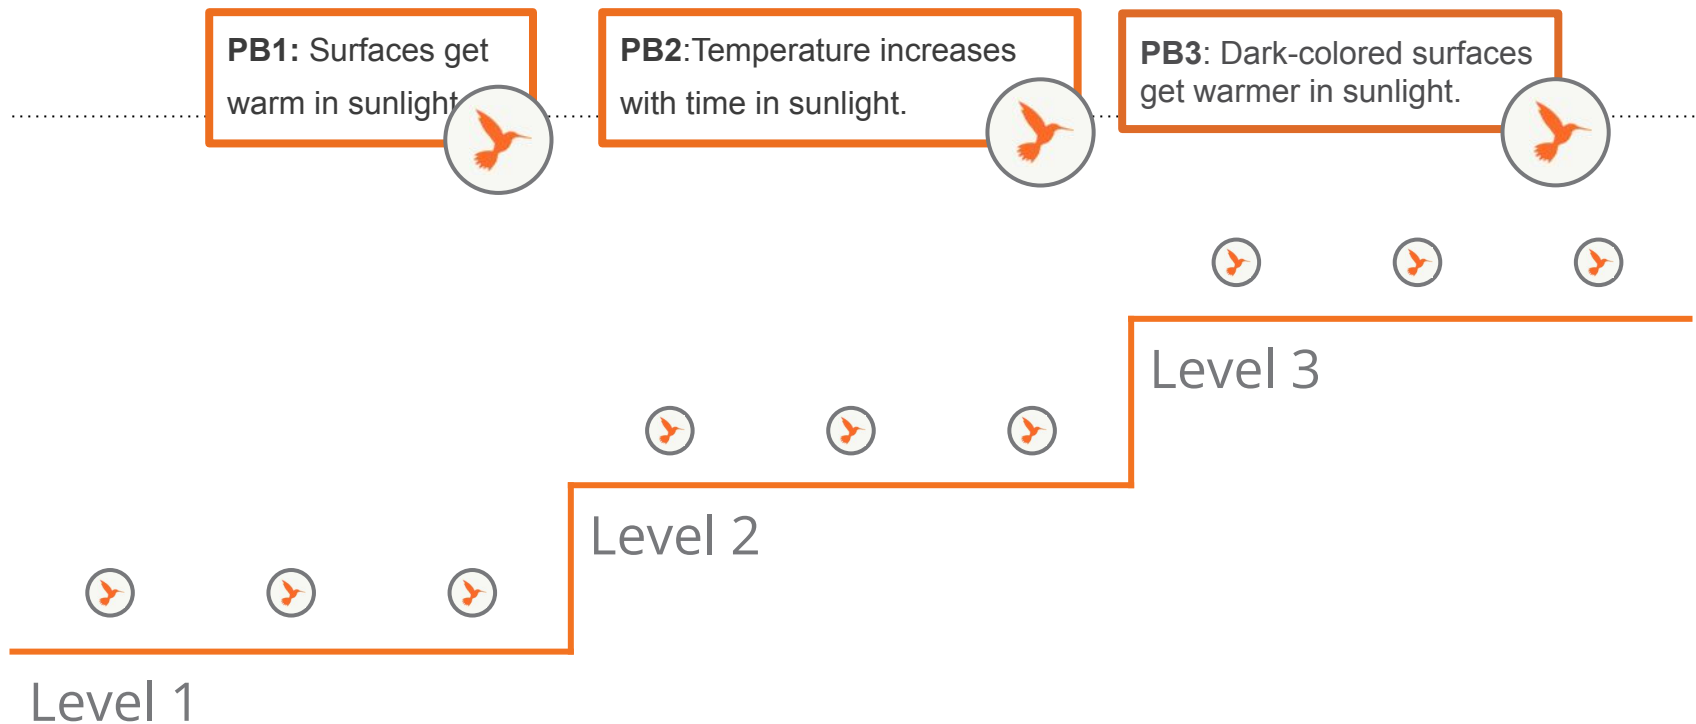 PB1: Surfaces get
warm in sunlight
PB2:Temperature increases
with time in sunlight.
PB3: Dark-colored surfaces
get warmer in sunlight.
Level 3
Level 2
Level 1